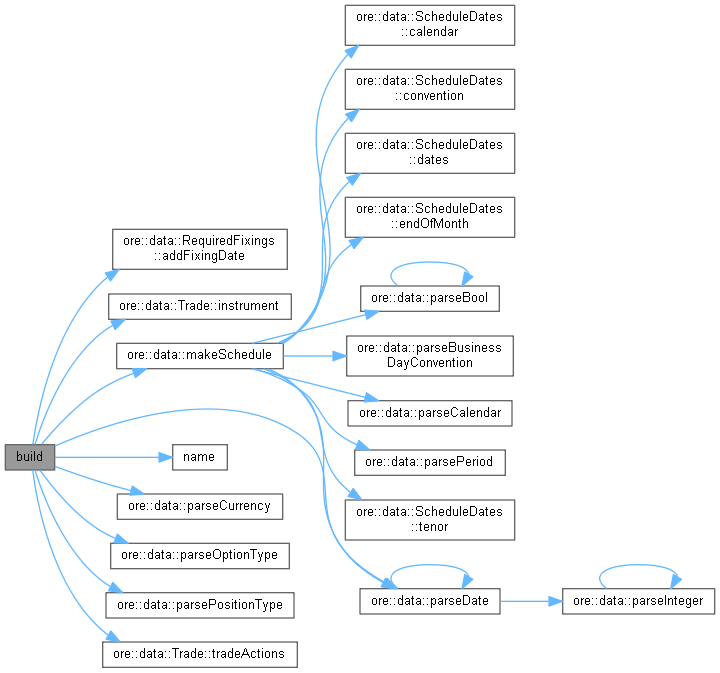 build
ore::data::RequiredFixings
::addFixingDate
ore::data::Trade::instrument
ore::data::makeSchedule
name
ore::data::parseCurrency
ore::data::parseOptionType
ore::data::parsePositionType
ore::data::Trade::tradeActions
ore::data::ScheduleDates
::calendar
ore::data::ScheduleDates
::convention
ore::data::ScheduleDates
::dates
ore::data::ScheduleDates
::endOfMonth
ore::data::parseBool
ore::data::parseBusiness
DayConvention
ore::data::parseCalendar
ore::data::parsePeriod
ore::data::ScheduleDates
::tenor
ore::data::parseDate
ore::data::parseInteger